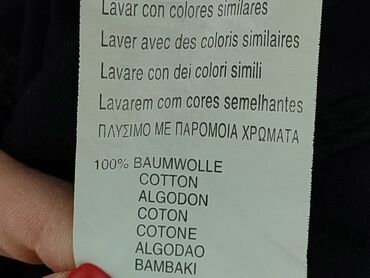 Lavar con colores similares
Laver avec des coloris similaires
Lavare con dei colori simili
Lavarem com cores semelhantes
ΠΛΥΣΙΜΟ ΜΕ ΠΑΡΟΜΟΙΑ ΧΡΩΜΑΤΑ
100% BAUMWOLLE
COTTON
ALGODON
COTON
COTONE
ALGODAO
BAMBAKI